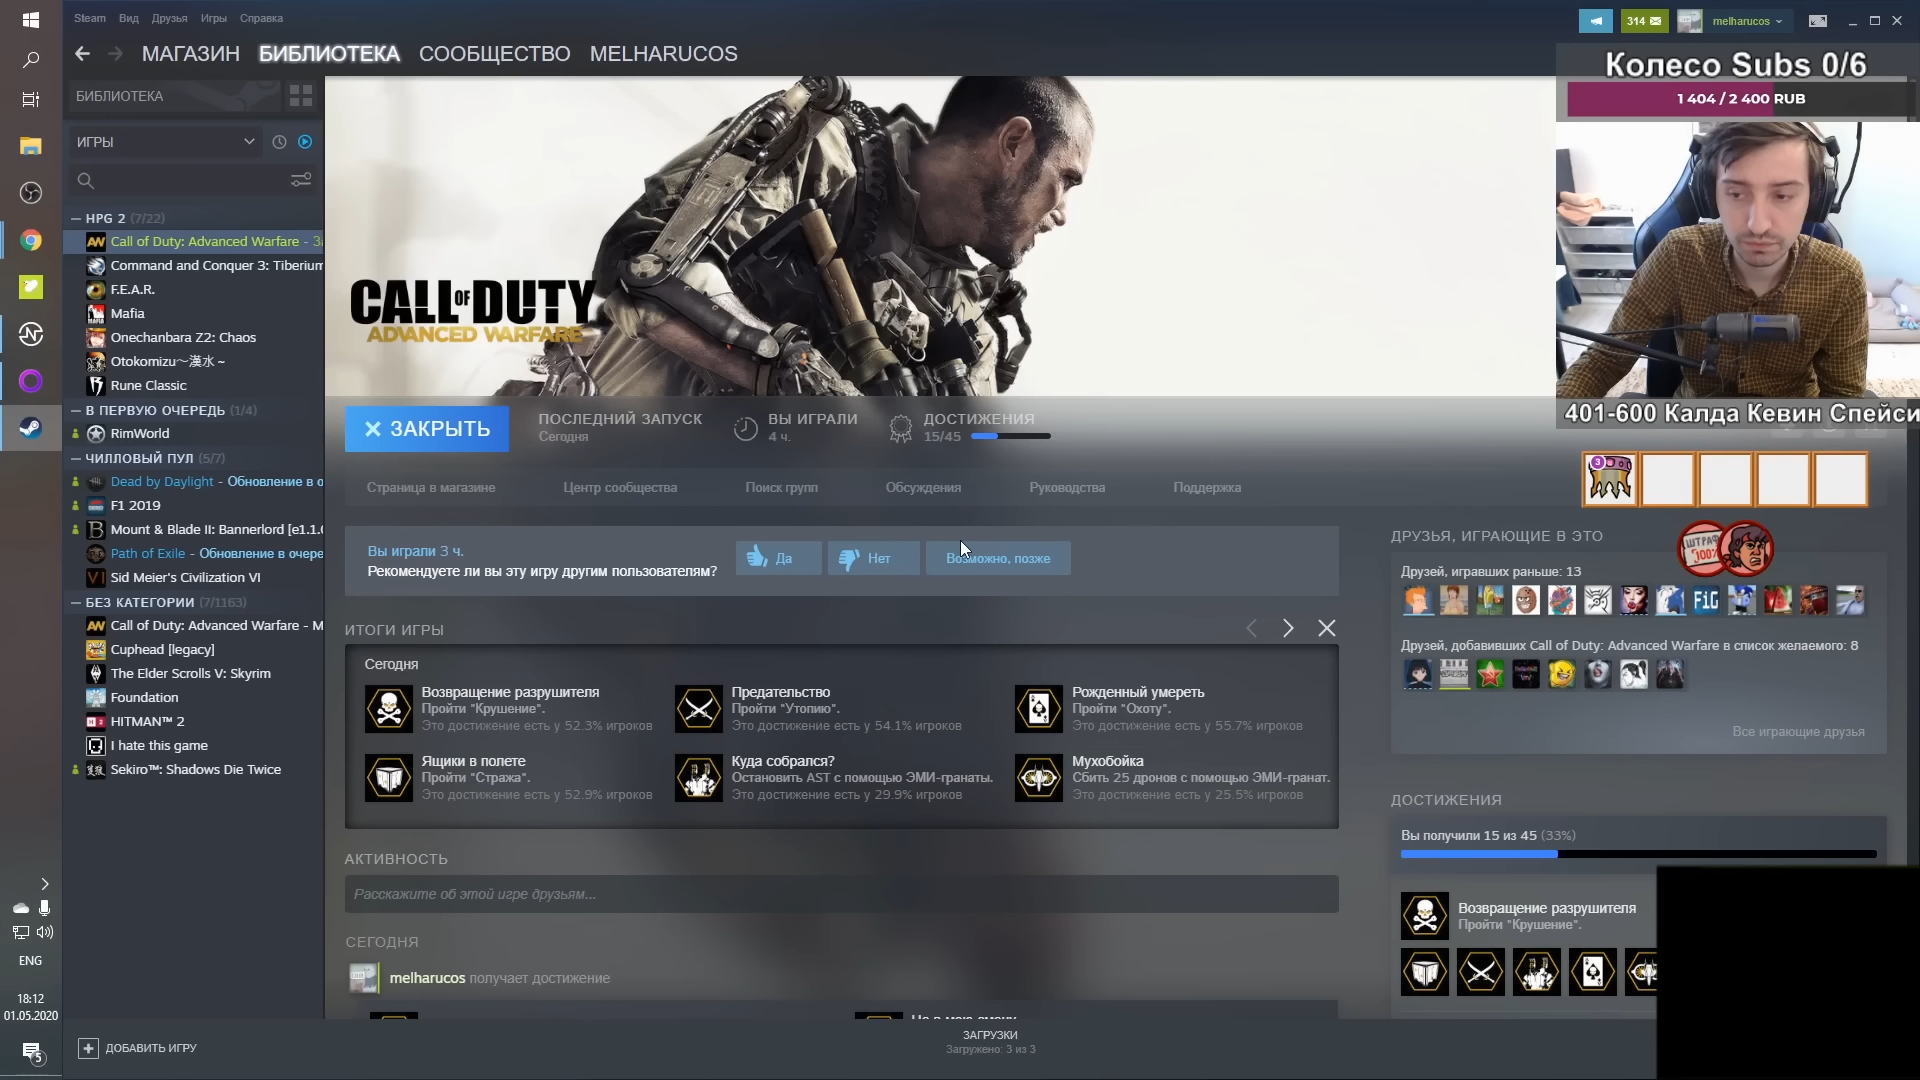 Steam Вид Друзья Игры Справка
314
melharucos
МАГАЗИН БИБЛИОТЕКА СООБЩЕСТВО MELHARUCOS
Колесо Subs 0/6
1 404 / 2 400 RUB
401-600 Калда Кевин Спейси
БИБЛИОТЕКА
ИГРЫ
HPG 2 (7/22)
Call of Duty: Advanced Warfare - За
Command and Conquer 3: Tiberium
F.E.A.R.
Mafia
Onechanbara Z2: Chaos
Otokomizu～漢水～
Rune Classic
В ПЕРВУЮ ОЧЕРЕДЬ (1/4)
RimWorld
ЧИЛЛОВЫЙ ПУЛ (5/7)
Dead by Daylight - Обновление в о
F1 2019
Mount & Blade II: Bannerlord [e1.1.0
Path of Exile - Обновление в очере
Sid Meier's Civilization VI
БЕЗ КАТЕГОРИИ (7/1163)
Call of Duty: Advanced Warfare - M
Cuphead [legacy]
The Elder Scrolls V: Skyrim
Foundation
HITMAN™ 2
I hate this game
Sekiro™: Shadows Die Twice
ENG
18:12
01.05.2020
5
ДОБАВИТЬ ИГРУ
CALL OF DUTY
ADVANCED WARFARE
ЗАКРЫТЬ
ПОСЛЕДНИЙ ЗАПУСК
Сегодня
ВЫ ИГРАЛИ
4 ч.
ДОСТИЖЕНИЯ
15/45
Страница в магазине Центр сообщества Поиск групп Обсуждения Руководства Поддержка
Вы играли 3 ч.
Рекомендуете ли вы эту игру другим пользователям?
Да Нет Возможно, позже
ИТОГИ ИГРЫ
Сегодня
Возвращение разрушителя
Пройти "Крушение".
Это достижение есть у 52.3% игроков
Предательство
Пройти "Утопию".
Это достижение есть у 54.1% игроков
Рожденный умереть
Пройти "Охоту".
Это достижение есть у 55.7% игроков
Ящики в полете
Пройти "Стража".
Это достижение есть у 52.9% игроков
Куда собрался?
Остановить AST с помощью ЭМИ-гранаты.
Это достижение есть у 29.9% игроков
Мухобойка
Сбить 25 дронов с помощью ЭМИ-гранат.
Это достижение есть у 25.5% игроков
АКТИВНОСТЬ
Расскажите об этой игре друзьям...
СЕГОДНЯ
melharucos получает достижение
ЗАГРУЗКИ
Загружено: 3 из 3
3
ШТРАФ
100%
ДРУЗЬЯ, ИГРАЮЩИЕ В ЭТО
Друзей, игравших раньше: 13
FiG
Друзей, добавивших Call of Duty: Advanced Warfare в список желаемого: 8
Все играющие друзья
ДОСТИЖЕНИЯ
Вы получили 15 из 45 (33%)
Возвращение разрушителя
Пройти "Крушение".